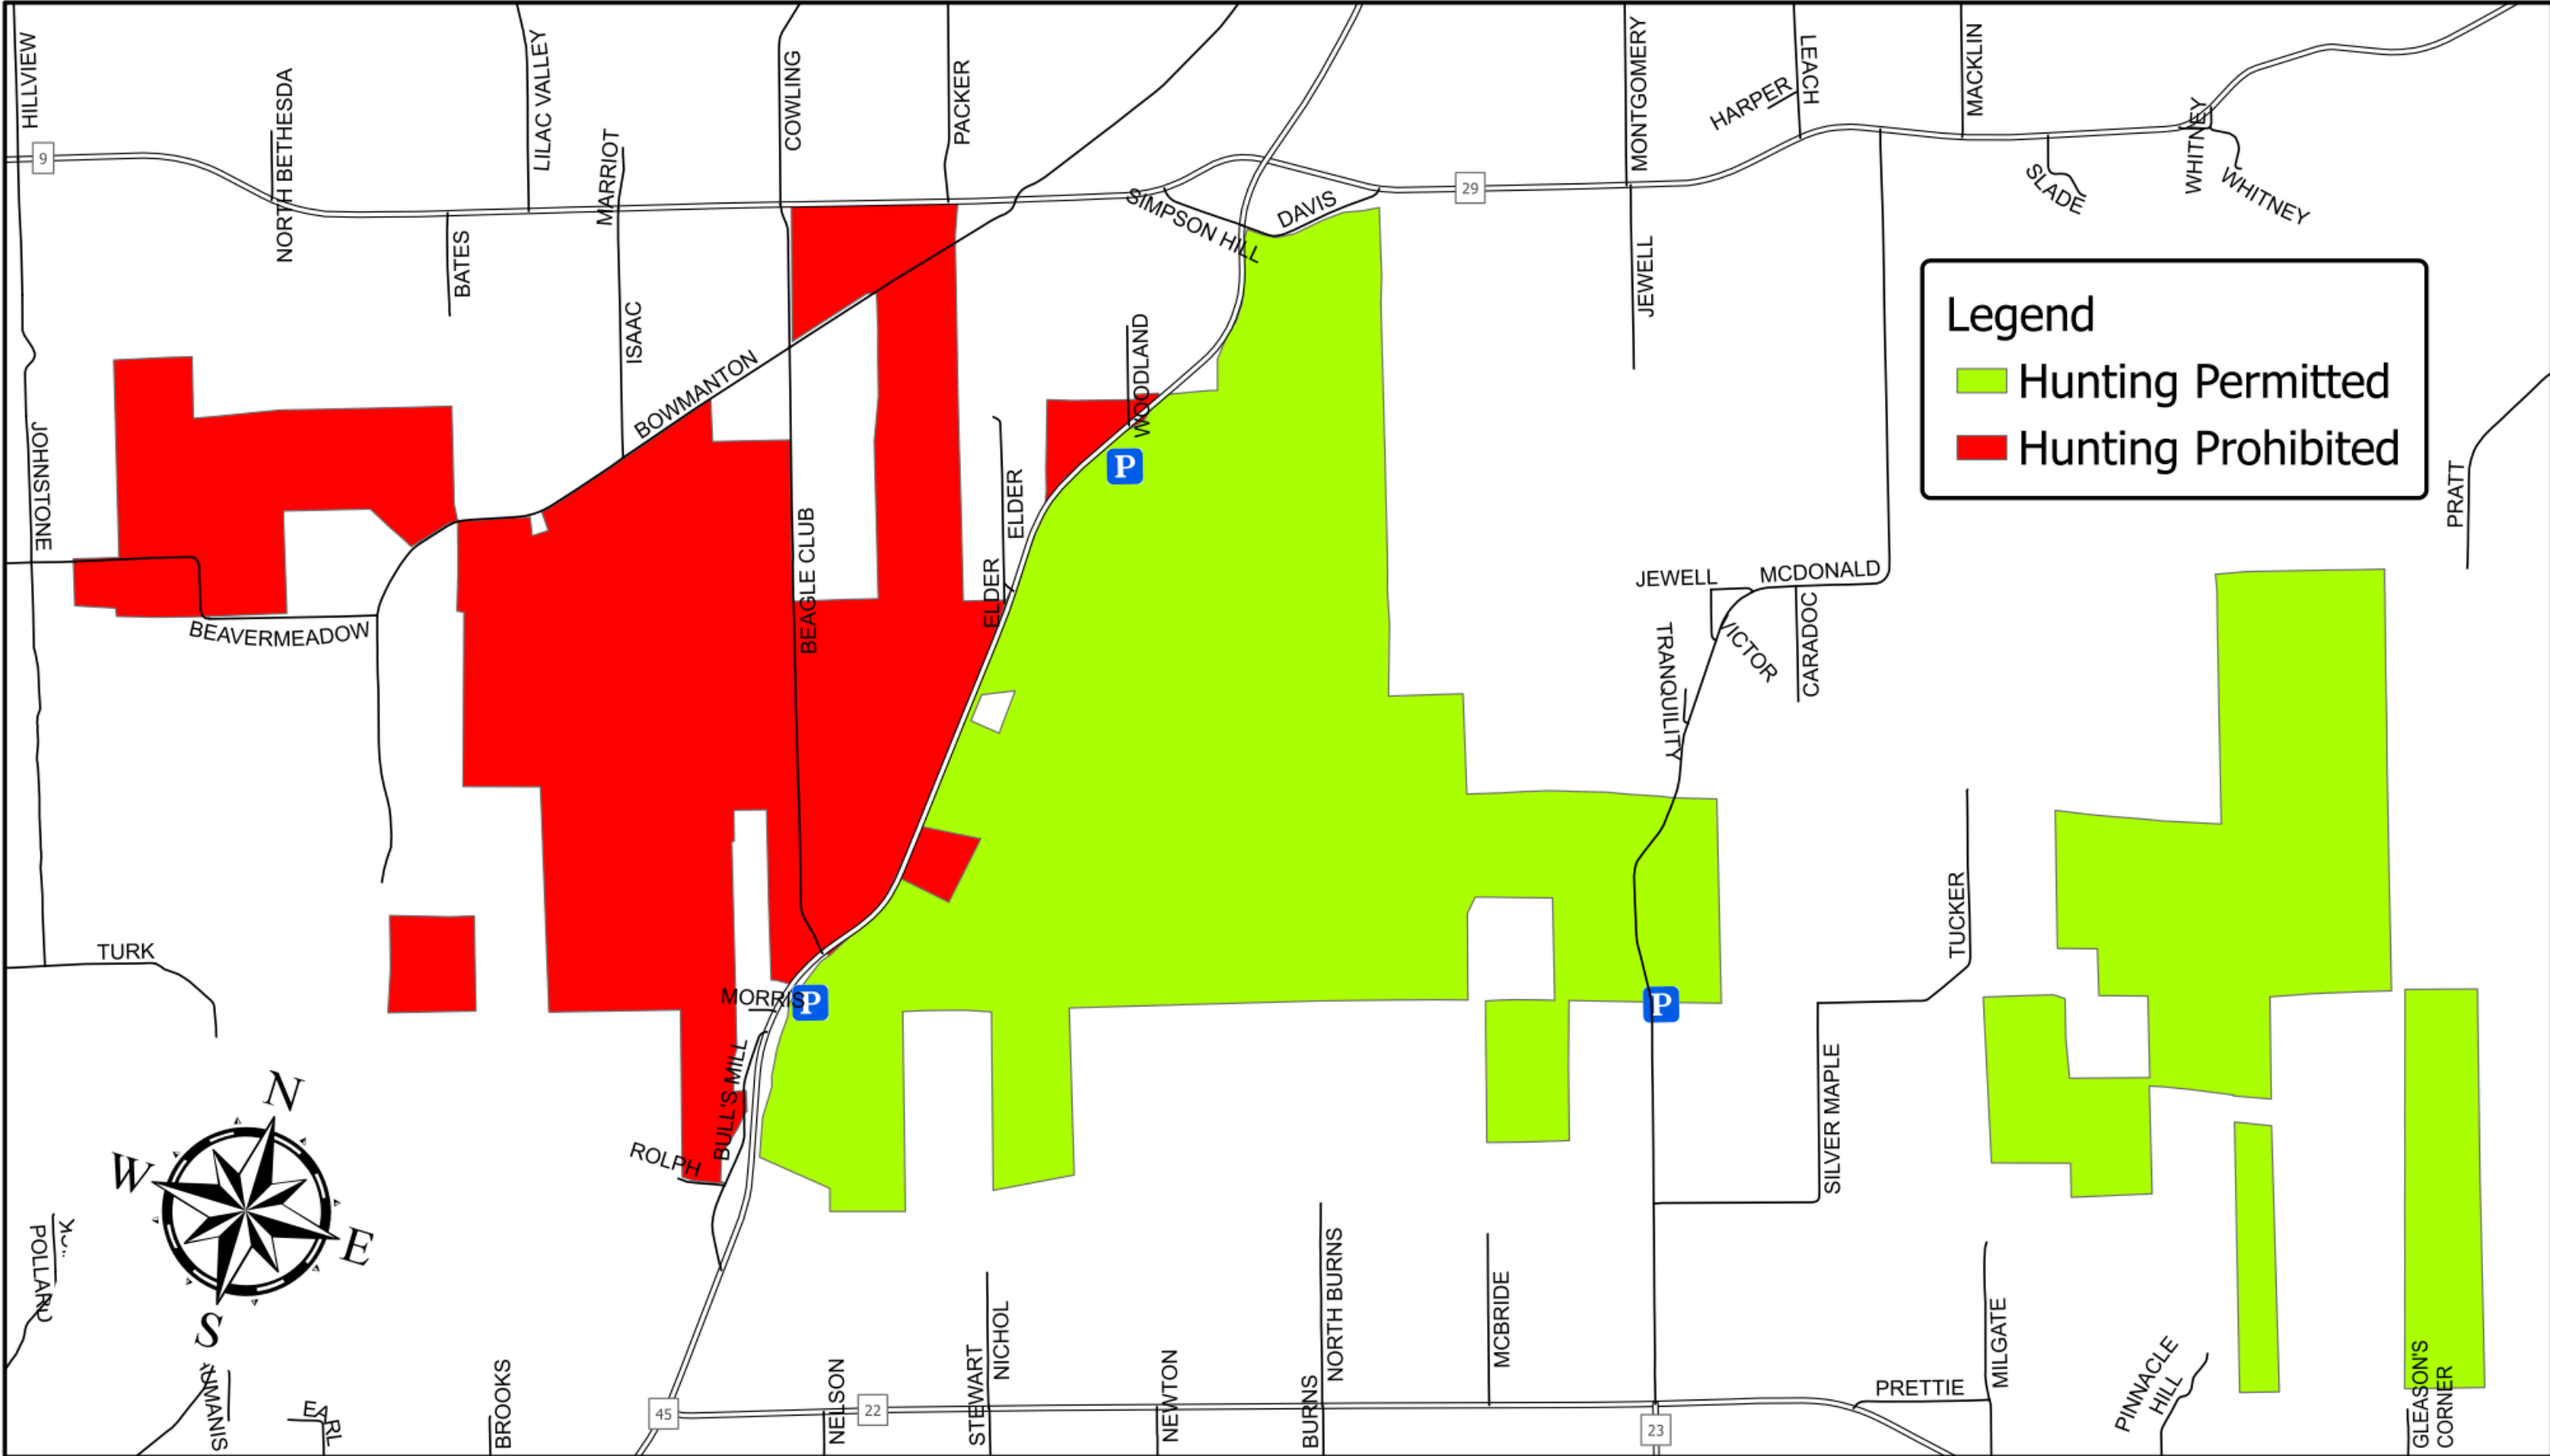 HILLVIEW
NORTH BETHESDA
LILAC VALLEY
MARRIOT
COWLING
PACKER
MONTGOMERY
HARPER
LEACH
MACKLIN
WHITNEY
WHITNEY
SLADE
9
29
BATES
ISAAC
SIMPSON HILL
DAVIS
JEWELL
Legend
Hunting Permitted
Hunting Prohibited
BOWMANTON
WOODLAND
P
JOHNSTONE
ELDER
ELDER
BEAGLE CLUB
PRATT
JEWELL
MCDONALD
VICTOR
CARADOC
TRANQUILITY
BEAVERMEADOW
TURK
TUCKER
MORRIS
P
P
BULL'S MILL
ROLPH
SILVER MAPLE
N
W
E
S
POLLARD
EARL
BROOKS
45
22
NELSON
STEWART
NICHOL
NEWTON
BURNS
NORTH BURNS
MCBRIDE
23
PRETTIE
MILGATE
PINNACLE
HILL
GLEASON'S
CORNER